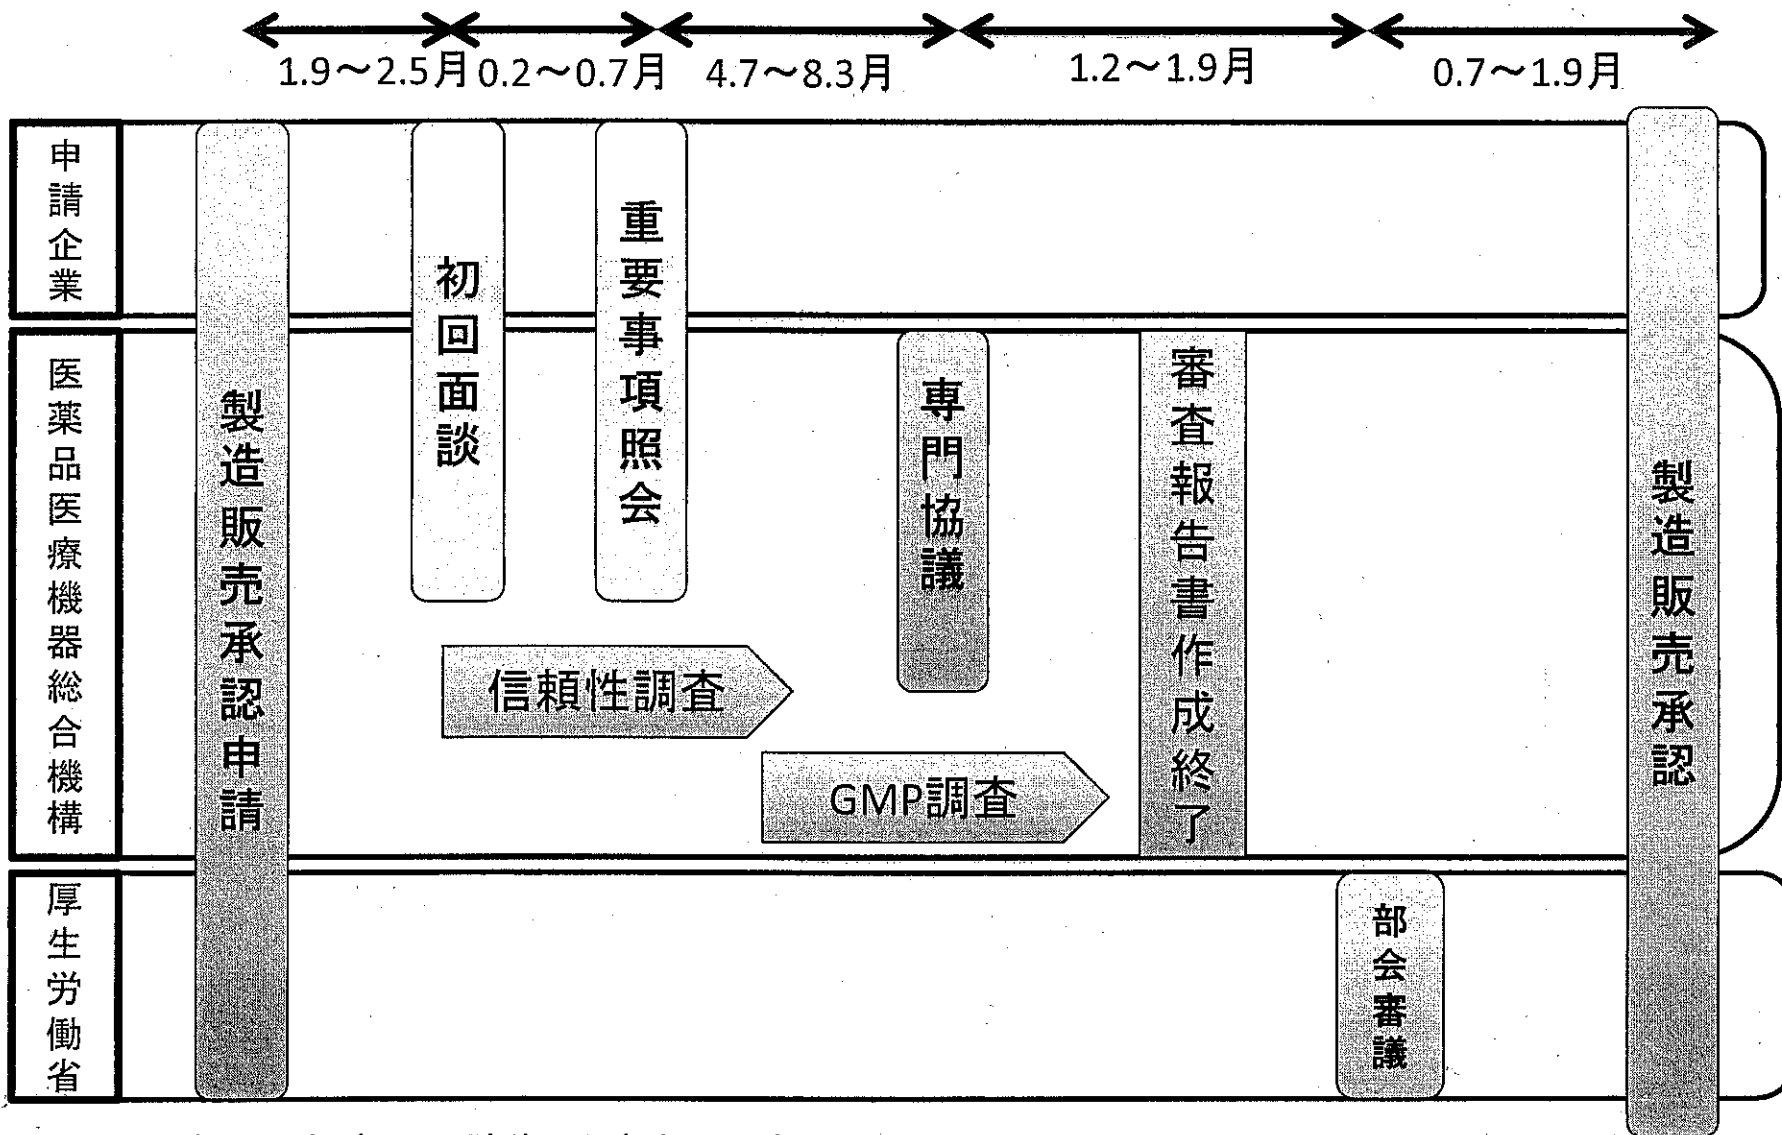 1.9～2.5月 0.2～0.7月 4.7～8.3月 1.2～1.9月 0.7～1.9月
申請企業
医薬品医療機器総合機構
厚生労働省
製造販売承認申請
初回面談
重要事項照会
信頼性調査
GMP調査
専門協議
審査報告書作成終了
部会審議
製造販売承認